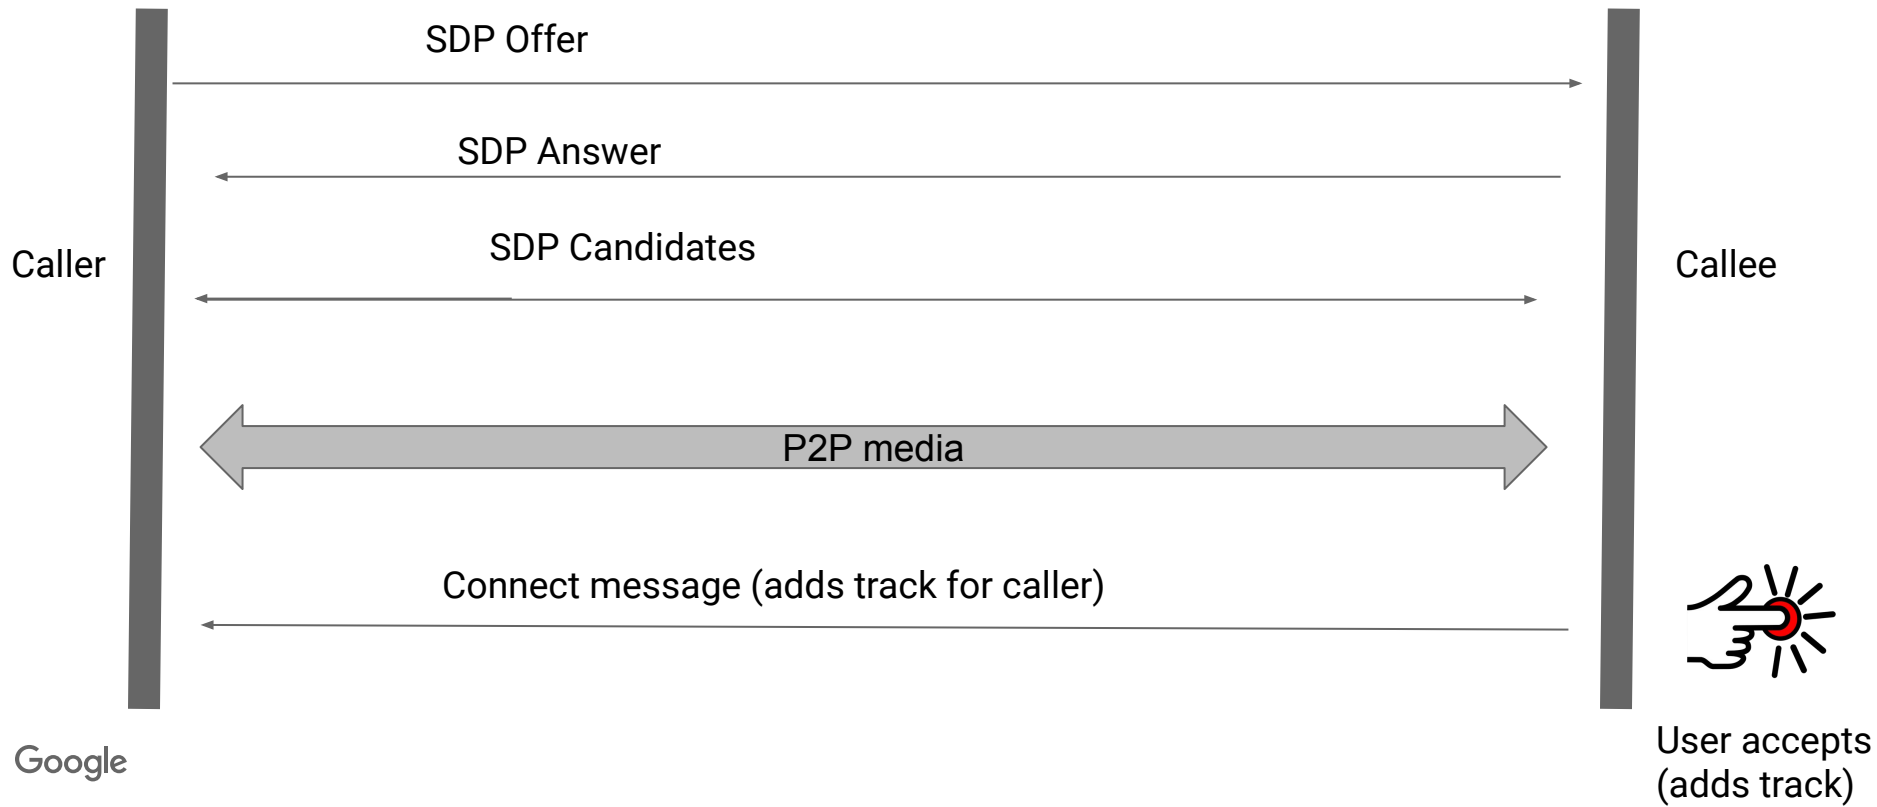 SDP Offer
SDP Answer
SDP Candidates
Caller
Callee
P2P media
Connect message (adds track for caller)
Google
User accepts
(adds track)